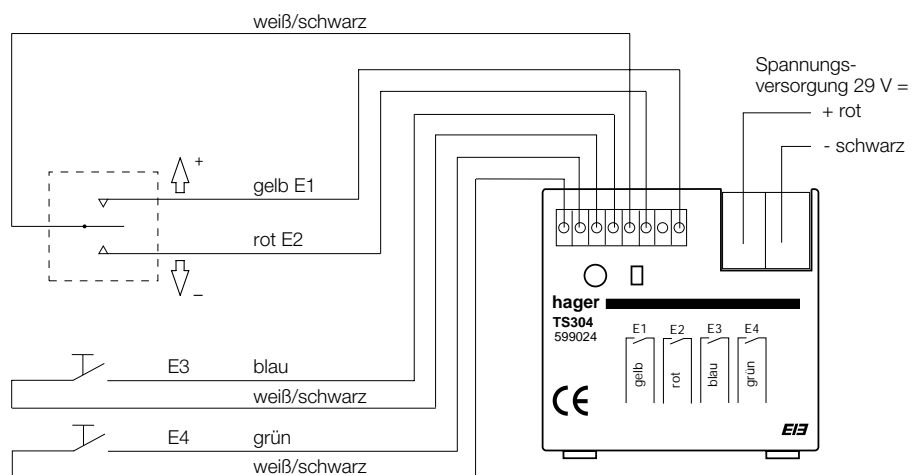 weiß/schwarz
Spannungs-
versorgung 29 V =
+ rot
- schwarz
+
gelb E1
rot E2
–
hager
TS304
599024
E1 E2 E3 E4
gelb rot blau grün
E3 blau
weiß/schwarz
E4 grün
weiß/schwarz
CE
EIB